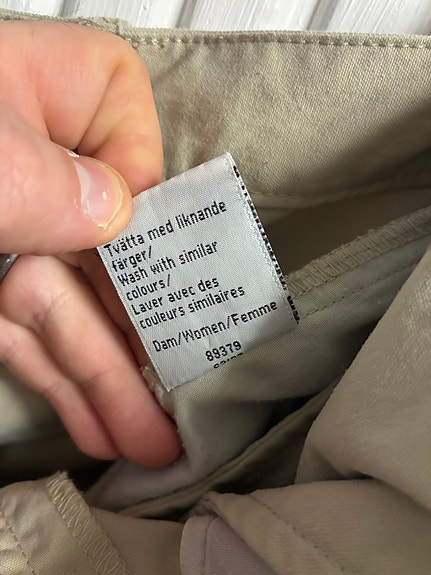 Tvätta med liknande
färger/
Wash with similar
colours/
Laver avec des
couleurs similaires
Dam/Women/Femme
89379